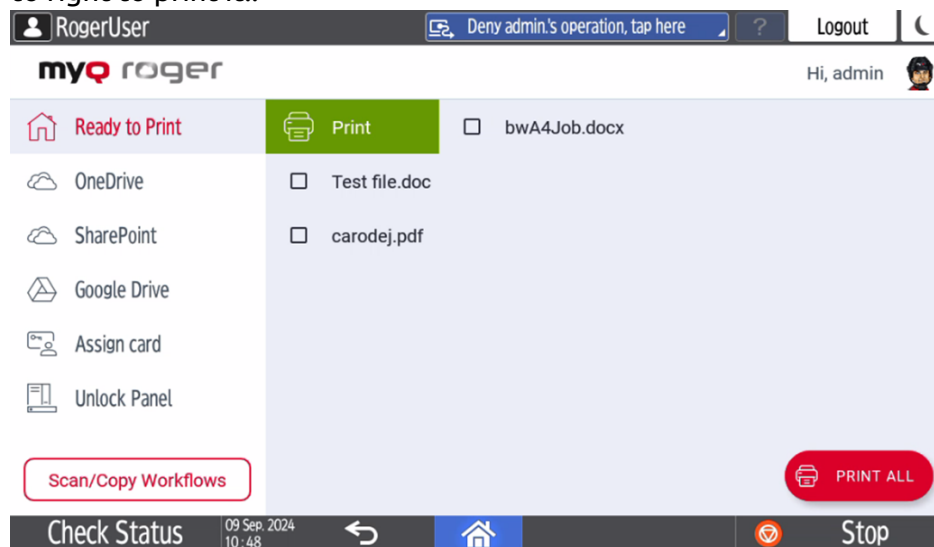 RogerUser
Deny admin.'s operation, tap here
?
Logout
myQ roger
Hi, admin
Ready to Print
Print
bwA4Job.docx
OneDrive
Test file.doc
SharePoint
carodej.pdf
Google Drive
Assign card
Unlock Panel
Scan/Copy Workflows
PRINT ALL
Check Status
09 Sep. 2024
10:48
Stop